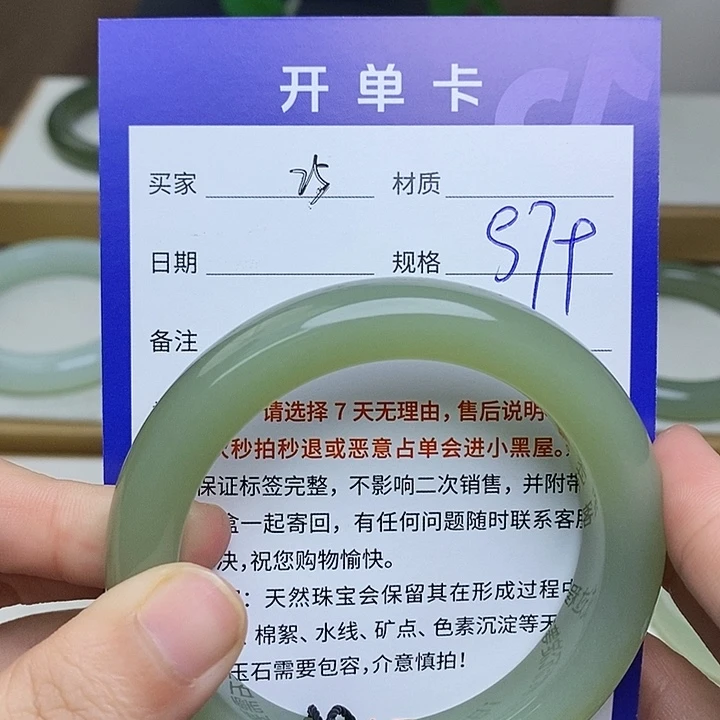 开单卡
买家 材质
日期 规格 579
备注
请选择7天无理由,售后说明
秒拍秒退或恶意占单会进小黑屋。
保证标签完整,不影响二次销售,并附带
盒一起寄回,有任何问题随时联系客服
决,祝您购物愉快。
:天然珠宝会保留其在形成过程中
棉絮、水线、矿点、色素沉淀等天
玉石需要包容,介意慎拍!